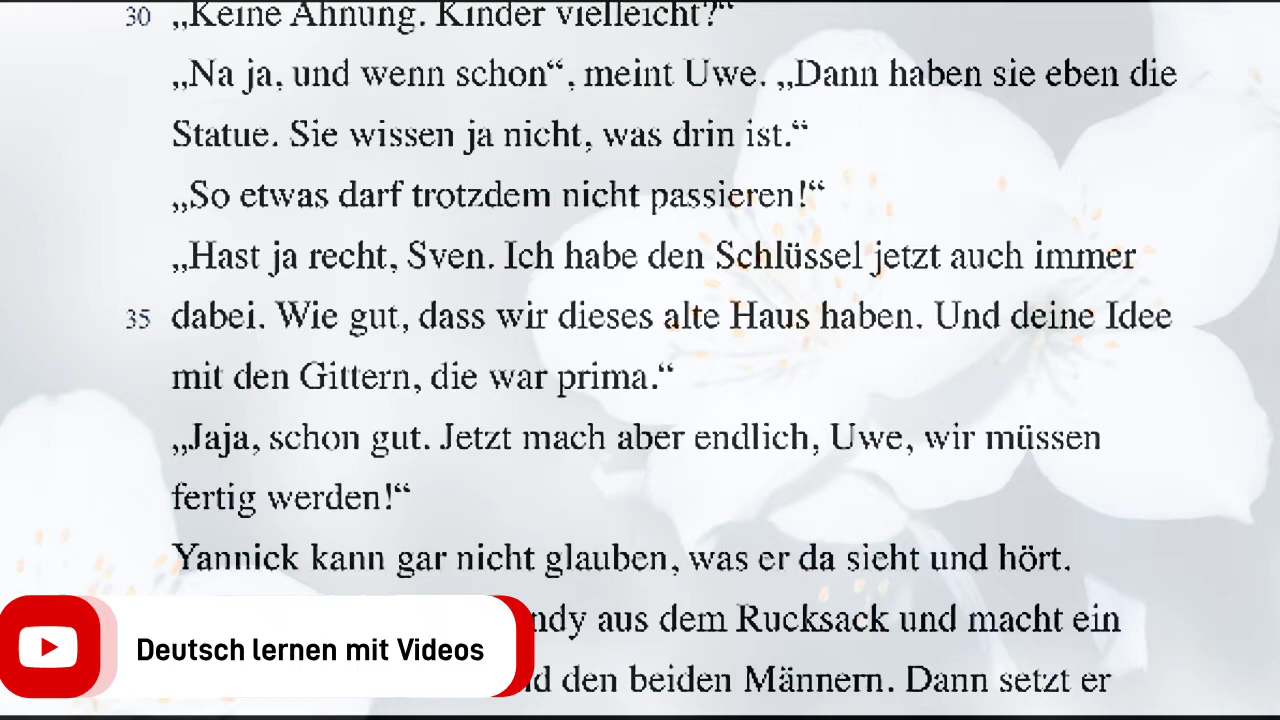 30 „Keine Ahnung. Kinder vielleicht?“
„Na ja, und wenn schon“, meint Uwe. „Dann haben sie eben die
Statue. Sie wissen ja nicht, was drin ist.“
„So etwas darf trotzdem nicht passieren!“
„Hast ja recht, Sven. Ich habe den Schlüssel jetzt auch immer
35 dabei. Wie gut, dass wir dieses alte Haus haben. Und deine Idee
mit den Gittern, die war prima.“
„Jaja, schon gut. Jetzt mach aber endlich, Uwe, wir müssen
fertig werden!“
Yannick kann gar nicht glauben, was er da sieht und hört.
aus dem Rucksack und macht ein
den beiden Männern. Dann setzt er
Deutsch lernen mit Videos